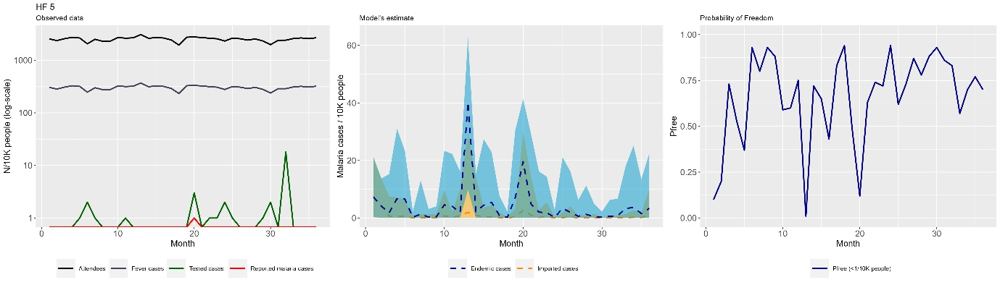 HF 5
Observed data
N/10K people (log-scale)
1000
100
10
1
0
10
20
30
Month
Attendees
Fever cases
Tested cases
Reported malaria cases
Model's estimate
Malaria cases / 10K people
60
40
20
0
0
10
20
30
Month
Endemic cases
Imported cases
Probability of Freedom
Pfree
1.00
0.75
0.50
0.25
0.00
0
10
20
30
Month
Pfree (<1/10K people)